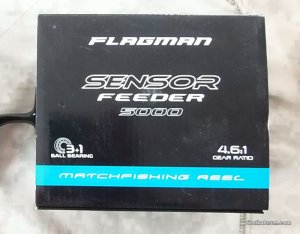 FLAGMAN
SENSOR
FEEDER
5000
3+1
BALL BEARING
4.6:1
GEAR RATIO
MATCHFISHING REEL